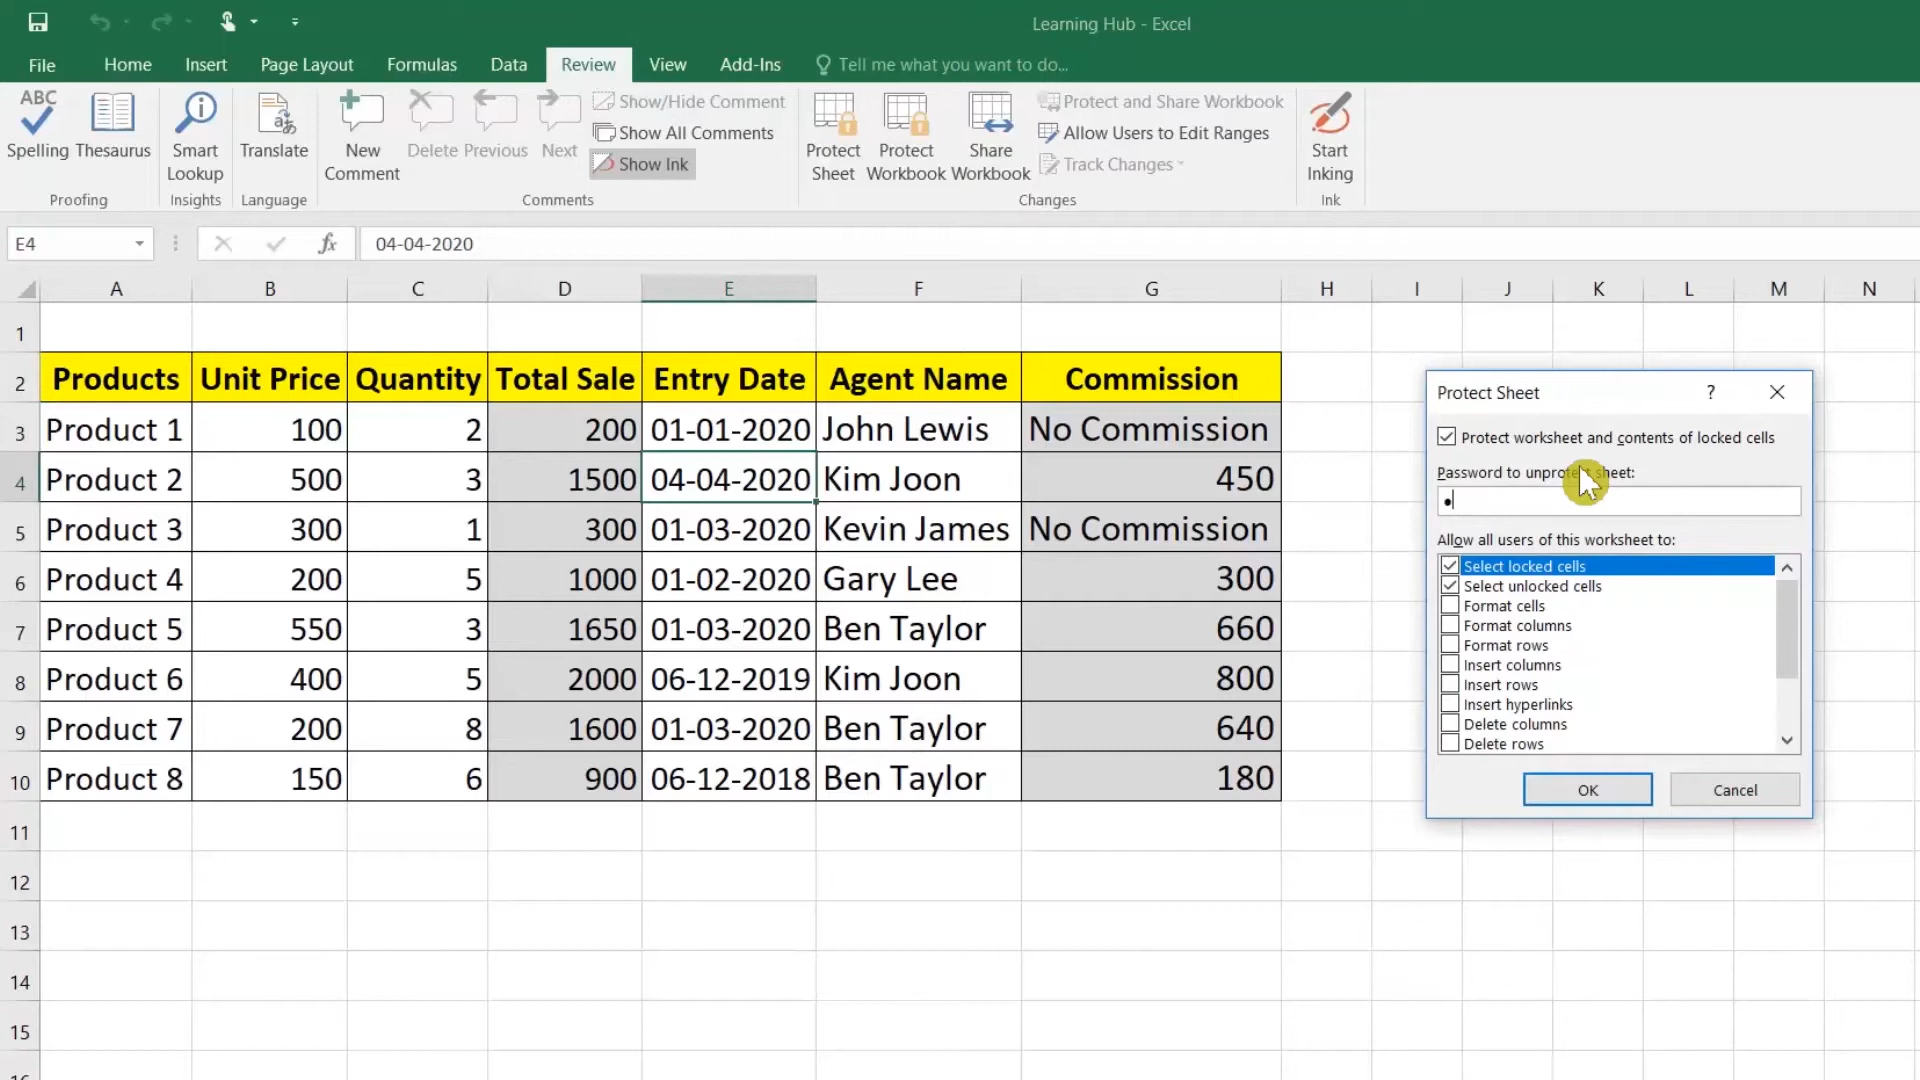 Learning Hub - Excel
File Home Insert Page Layout Formulas Data Review View Add-Ins Tell me what you want to do...
ABC
Spelling Thesaurus Smart Lookup Translate New Comment Delete Previous Next
Show/Hide Comment
Show All Comments
Show Ink
Protect Sheet Protect Workbook Share Workbook
Protect and Share Workbook
Allow Users to Edit Ranges
Track Changes
Start Inking
Proofing Insights Language Comments Changes Ink
E4 fx 04-04-2020
A B C D E F G H I J K L M N
1
2 Products Unit Price Quantity Total Sale Entry Date Agent Name Commission
3 Product 1 100 2 200 01-01-2020 John Lewis No Commission
4 Product 2 500 3 1500 04-04-2020 Kim Joon 450
5 Product 3 300 1 300 01-03-2020 Kevin James No Commission
6 Product 4 200 5 1000 01-02-2020 Gary Lee 300
7 Product 5 550 3 1650 01-03-2020 Ben Taylor 660
8 Product 6 400 5 2000 06-12-2019 Kim Joon 800
9 Product 7 200 8 1600 01-03-2020 Ben Taylor 640
10 Product 8 150 6 900 06-12-2018 Ben Taylor 180
11
12
13
14
15
Protect Sheet ?
Protect worksheet and contents of locked cells
Password to unprotect sheet:
Allow all users of this worksheet to:
Select locked cells
Select unlocked cells
Format cells
Format columns
Format rows
Insert columns
Insert rows
Insert hyperlinks
Delete columns
Delete rows
OK Cancel